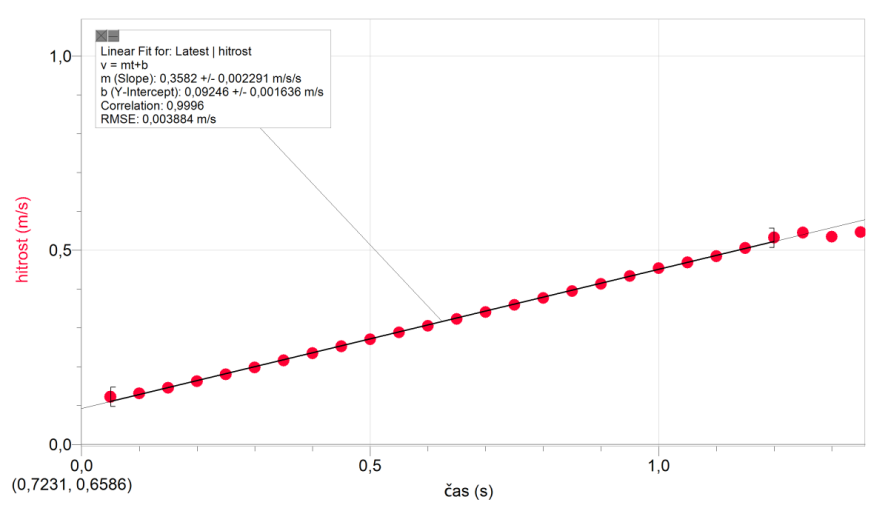 Linear Fit for: Latest | hitrost
v = mt+b
m (Slope): 0,3582 +/- 0,002291 m/s/s
b (Y-Intercept): 0,09246 +/- 0,001636 m/s
Correlation: 0,9996
RMSE: 0,003884 m/s
1,0
0,5
0,0
hitrost (m/s)
0,0 0,5 1,0
(0,7231, 0,6586)
čas (s)